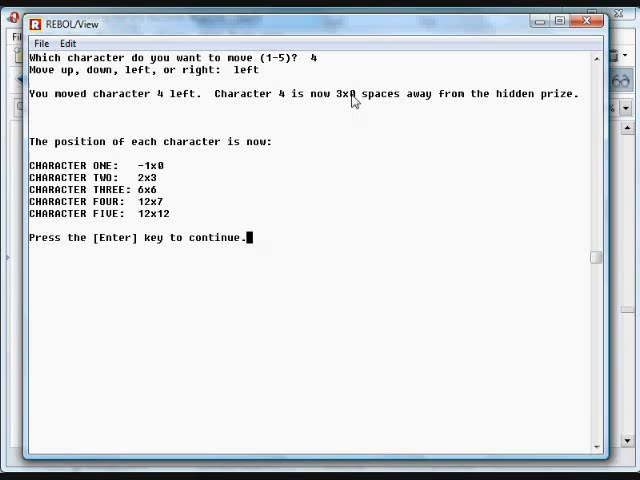 REBOL/View
File Edit
Which character do you want to move (1-5)? 4
Move up, down, left, or right: left
You moved character 4 left. Character 4 is now 3x0 spaces away from the hidden prize.
The position of each character is now:
CHARACTER ONE: -1x0
CHARACTER TWO: 2x3
CHARACTER THREE: 6x6
CHARACTER FOUR: 12x7
CHARACTER FIVE: 12x12
Press the [Enter] key to continue.